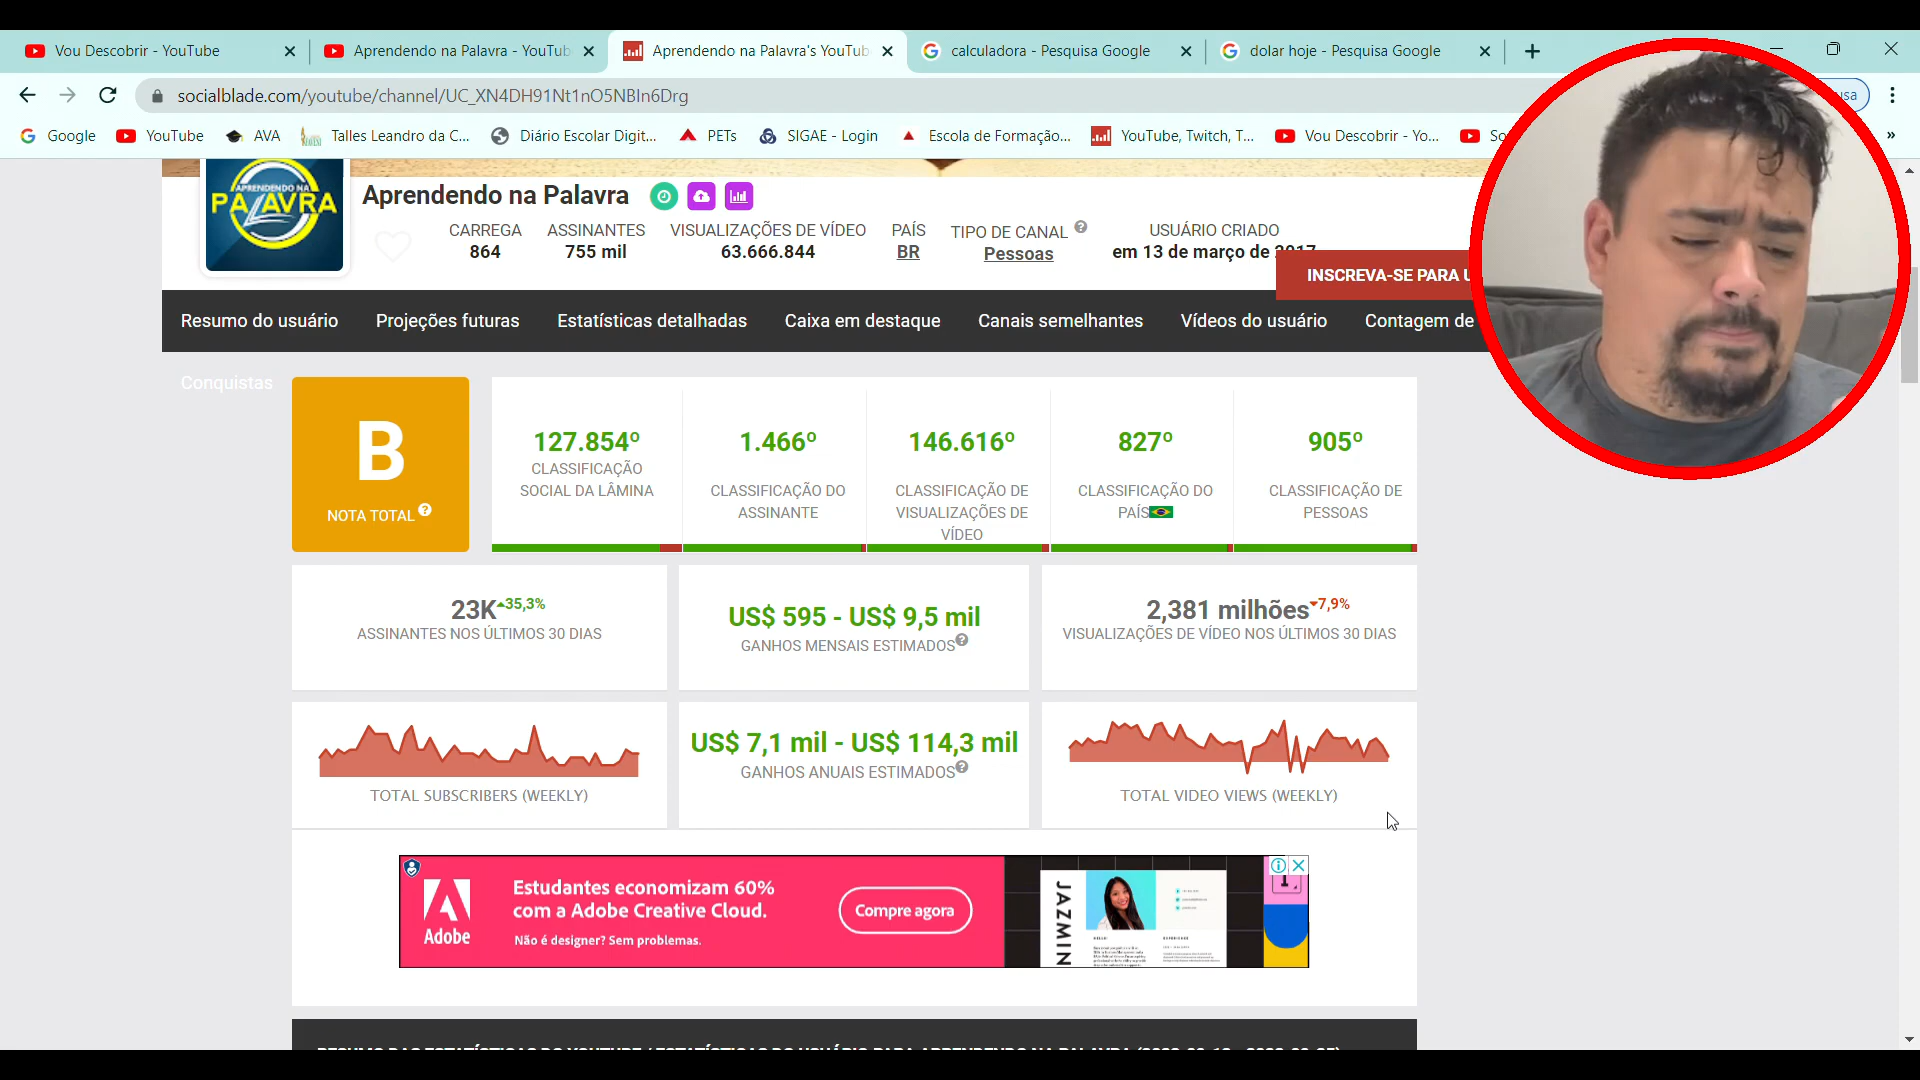 Vou Descobrir - YouTube
Aprendendo na Palavra - YouTub
Aprendendo na Palavra's YouTub
calculadora - Pesquisa Google
dolar hoje - Pesquisa Google
socialblade.com/youtube/channel/UC_XN4DH91Nt1nO5NBIn6Drg
usa
Google
YouTube
AVA
Talles Leandro da C...
Diário Escolar Digit...
PETs
SIGAE - Login
Escola de Formação...
YouTube, Twitch, T...
Vou Descobrir - Yo...
So
APRENDENDO NA
PALAVRA
Aprendendo na Palavra
CARREGA
864
ASSINANTES
755 mil
VISUALIZAÇÕES DE VÍDEO
63.666.844
PAÍS
BR
TIPO DE CANAL
Pessoas
USUÁRIO CRIADO
em 13 de março de 2017
INSCREVA-SE PARA U
Resumo do usuário
Projeções futuras
Estatísticas detalhadas
Caixa em destaque
Canais semelhantes
Vídeos do usuário
Contagem de
Conquistas
B
NOTA TOTAL
127.854º
CLASSIFICAÇÃO
SOCIAL DA LÂMINA
1.466º
CLASSIFICAÇÃO DO
ASSINANTE
146.616º
CLASSIFICAÇÃO DE
VISUALIZAÇÕES DE
VÍDEO
827º
CLASSIFICAÇÃO DO
PAÍS
905º
CLASSIFICAÇÃO DE
PESSOAS
23K 35,3%
ASSINANTES NOS ÚLTIMOS 30 DIAS
US$ 595 - US$ 9,5 mil
GANHOS MENSAIS ESTIMADOS
2,381 milhões 7,9%
VISUALIZAÇÕES DE VÍDEO NOS ÚLTIMOS 30 DIAS
TOTAL SUBSCRIBERS (WEEKLY)
US$ 7,1 mil - US$ 114,3 mil
GANHOS ANUAIS ESTIMADOS
TOTAL VIDEO VIEWS (WEEKLY)
Adobe
Estudantes economizam 60%
com a Adobe Creative Cloud.
Não é designer? Sem problemas.
Compre agora
JAZMIN